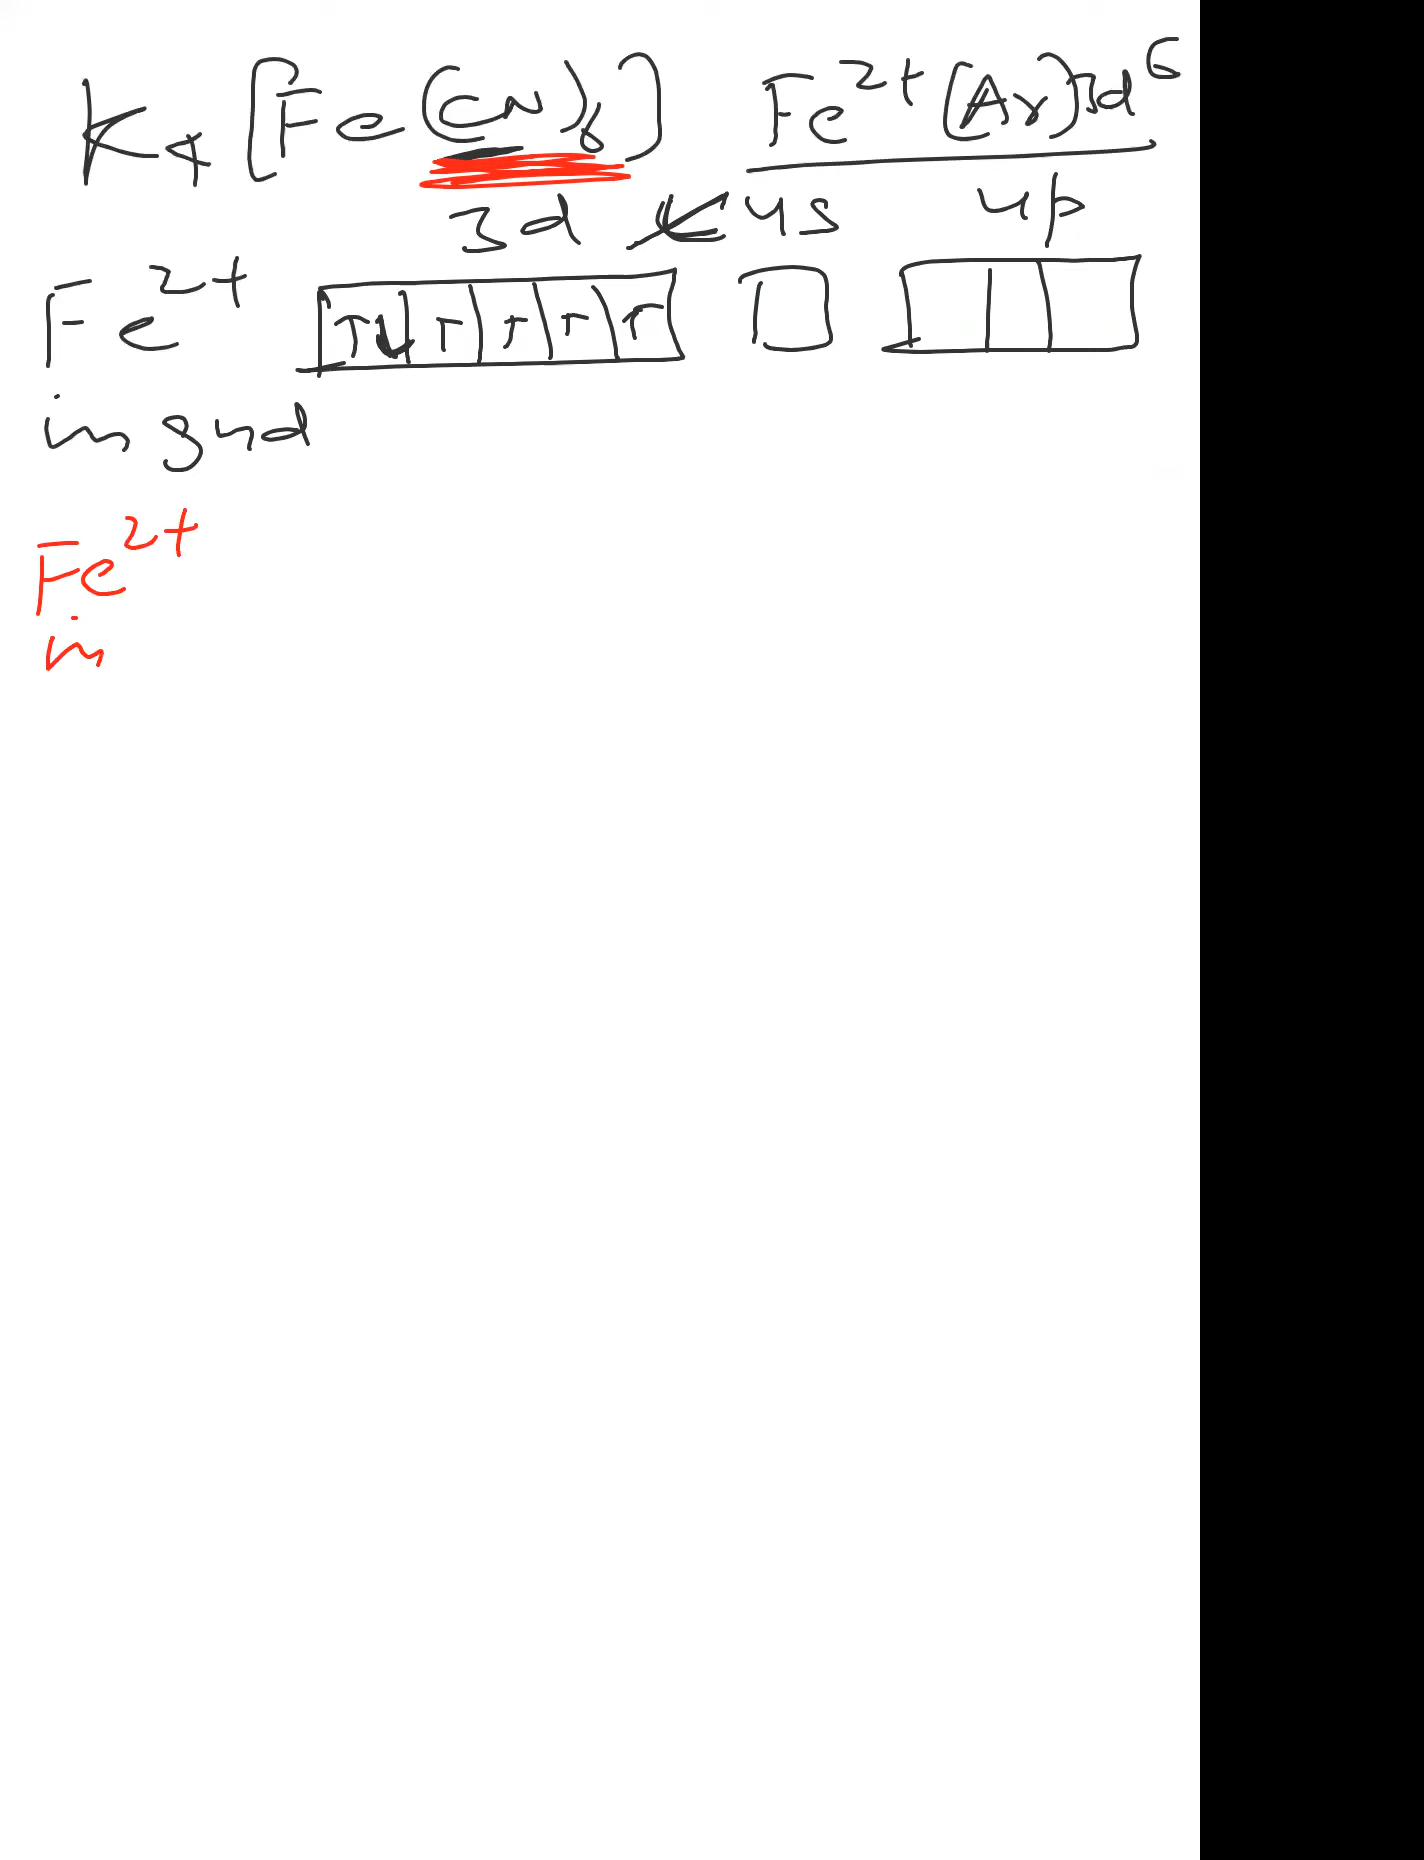 K₄[Fe(CN)₆] Fe²⁺(Ar)3d⁶
3d 4s 4p
Fe²⁺
in gnd
Fe²⁺
in